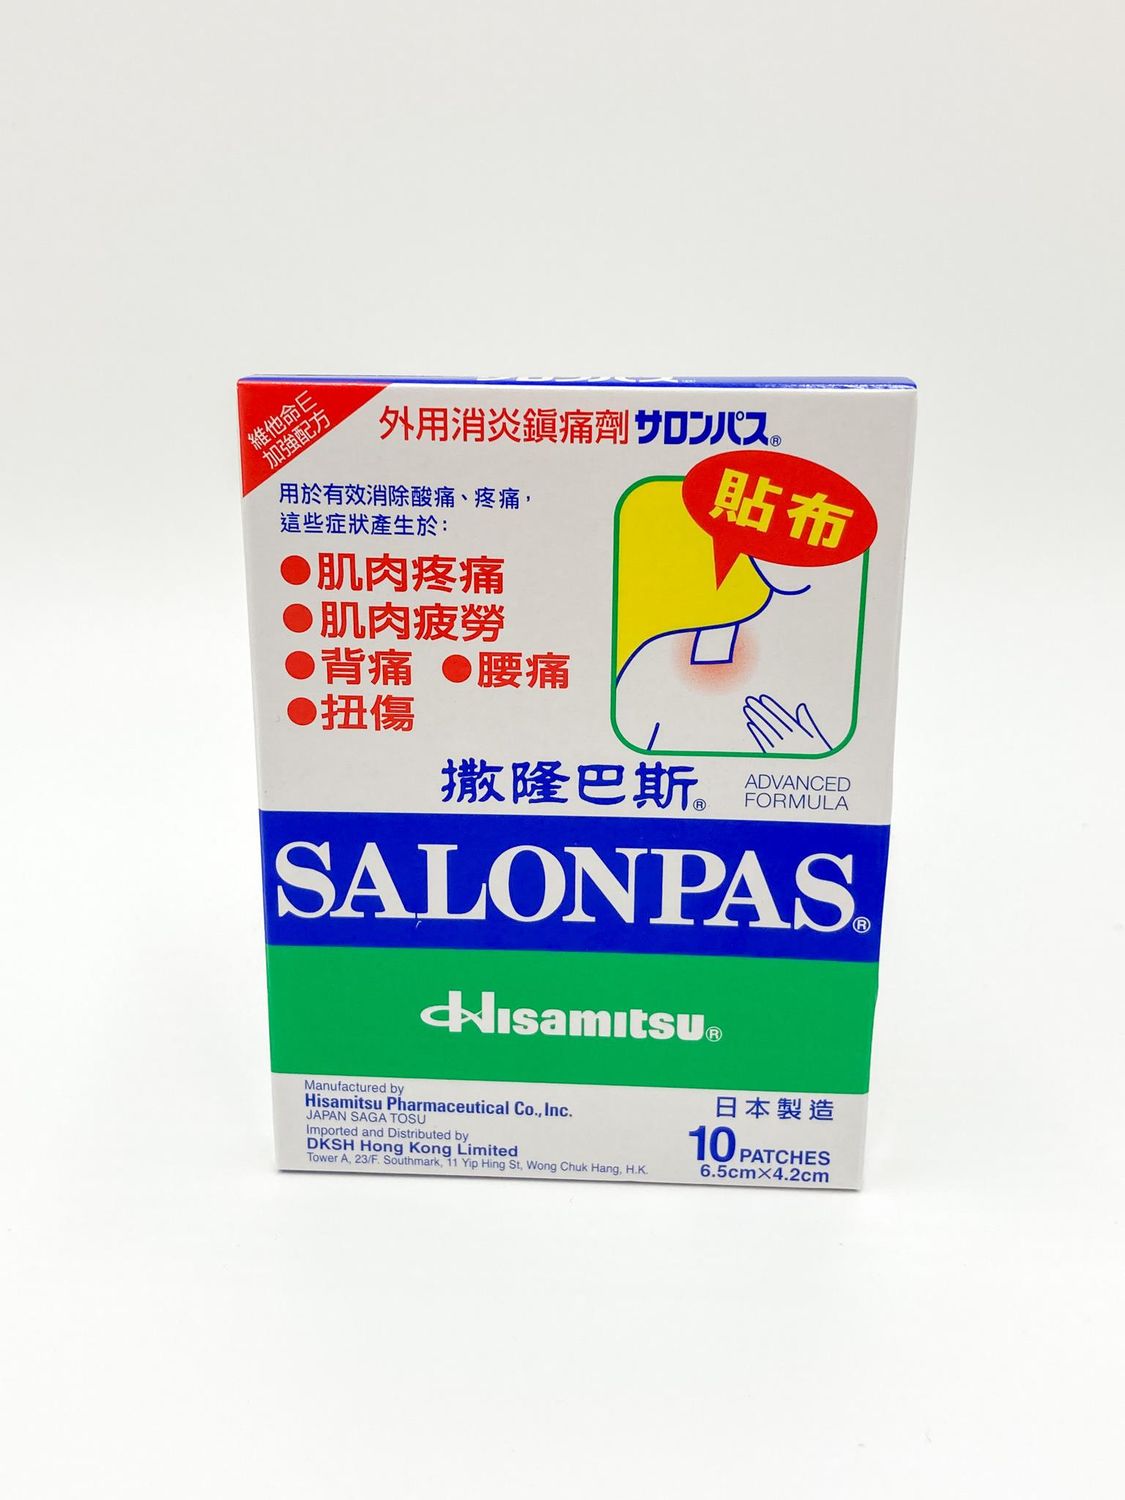 維他命E
加強配方
外用消炎鎮痛劑 サロンパス®
貼布
用於有效消除酸痛、疼痛，
這些症狀產生於：
●肌肉疼痛
●肌肉疲勞
●背痛 ●腰痛
●扭傷
撒隆巴斯®
ADVANCED
FORMULA
SALONPAS®
Hisamitsu®
Manufactured by
Hisamitsu Pharmaceutical Co., Inc.
JAPAN SAGA TOSU
Imported and Distributed by
DKSH Hong Kong Limited
Tower A, 23/F. Southmark, 11 Yip Hing St, Wong Chuk Hang, H.K.
日本製造
10 PATCHES
6.5cm×4.2cm